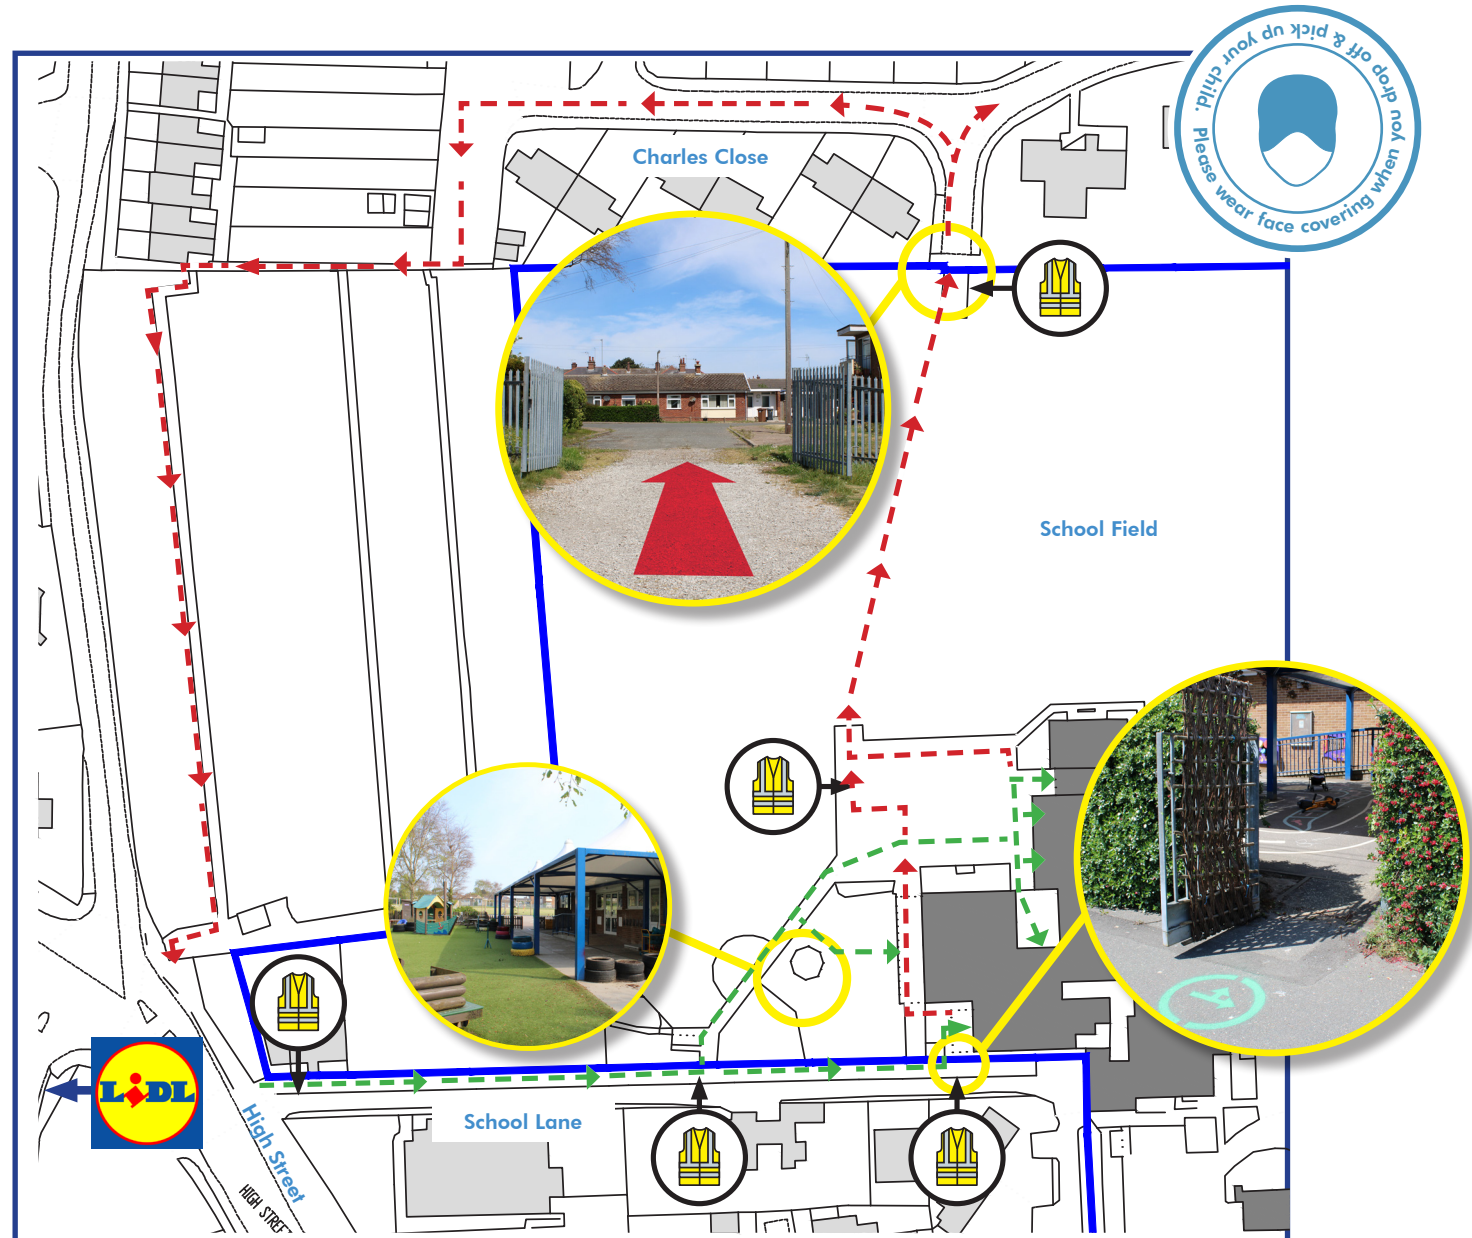 Please wear face covering when you drop off & pick up your child.
Charles Close
School Field
LiDL
School Lane
High Street
HIGH STREET